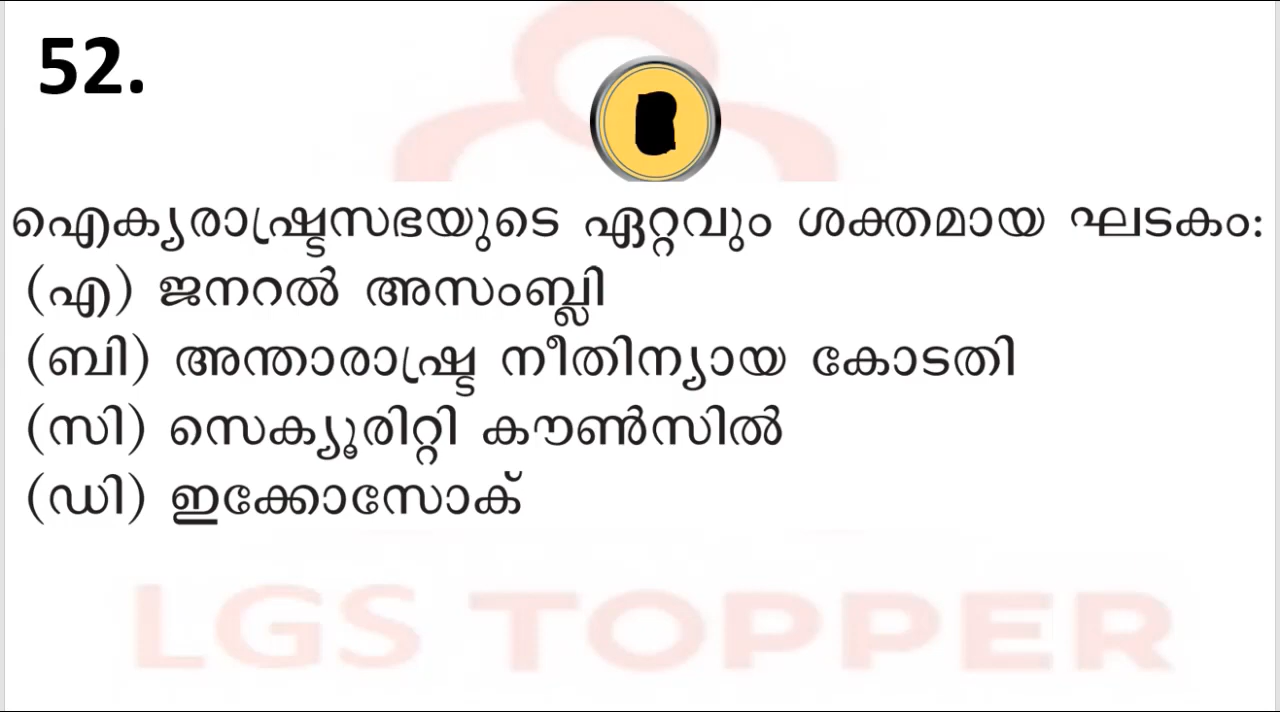 52.
ഐക്യരാഷ്ട്രസഭയുടെ ഏറ്റവും ശക്തമായ ഘടകം:
(എ) ജനറൽ അസംബ്ലി
(ബി) അന്താരാഷ്ട്ര നീതിന്യായ കോടതി
(സി) സെക്യൂരിറ്റി കൗൺസിൽ
(ഡി) ഇക്കോസോക്
LGS TOPPER